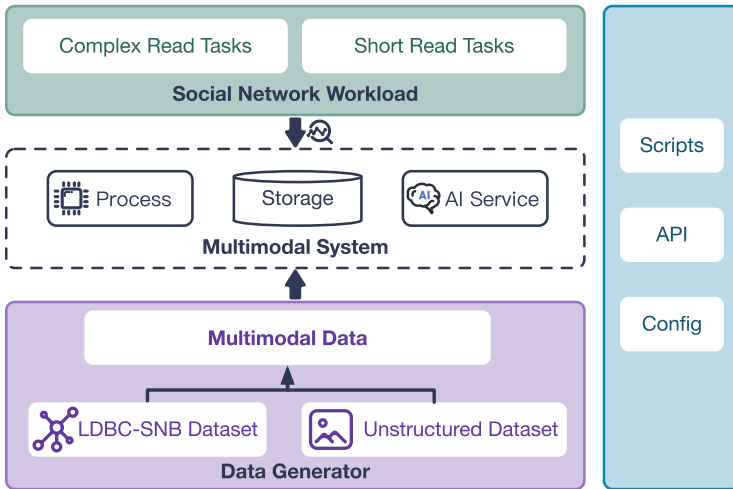 Complex Read Tasks
Short Read Tasks
Social Network Workload
Process
Storage
AI
AI Service
Multimodal System
Multimodal Data
LDBC-SNB Dataset
Unstructured Dataset
Data Generator
Scripts
API
Config